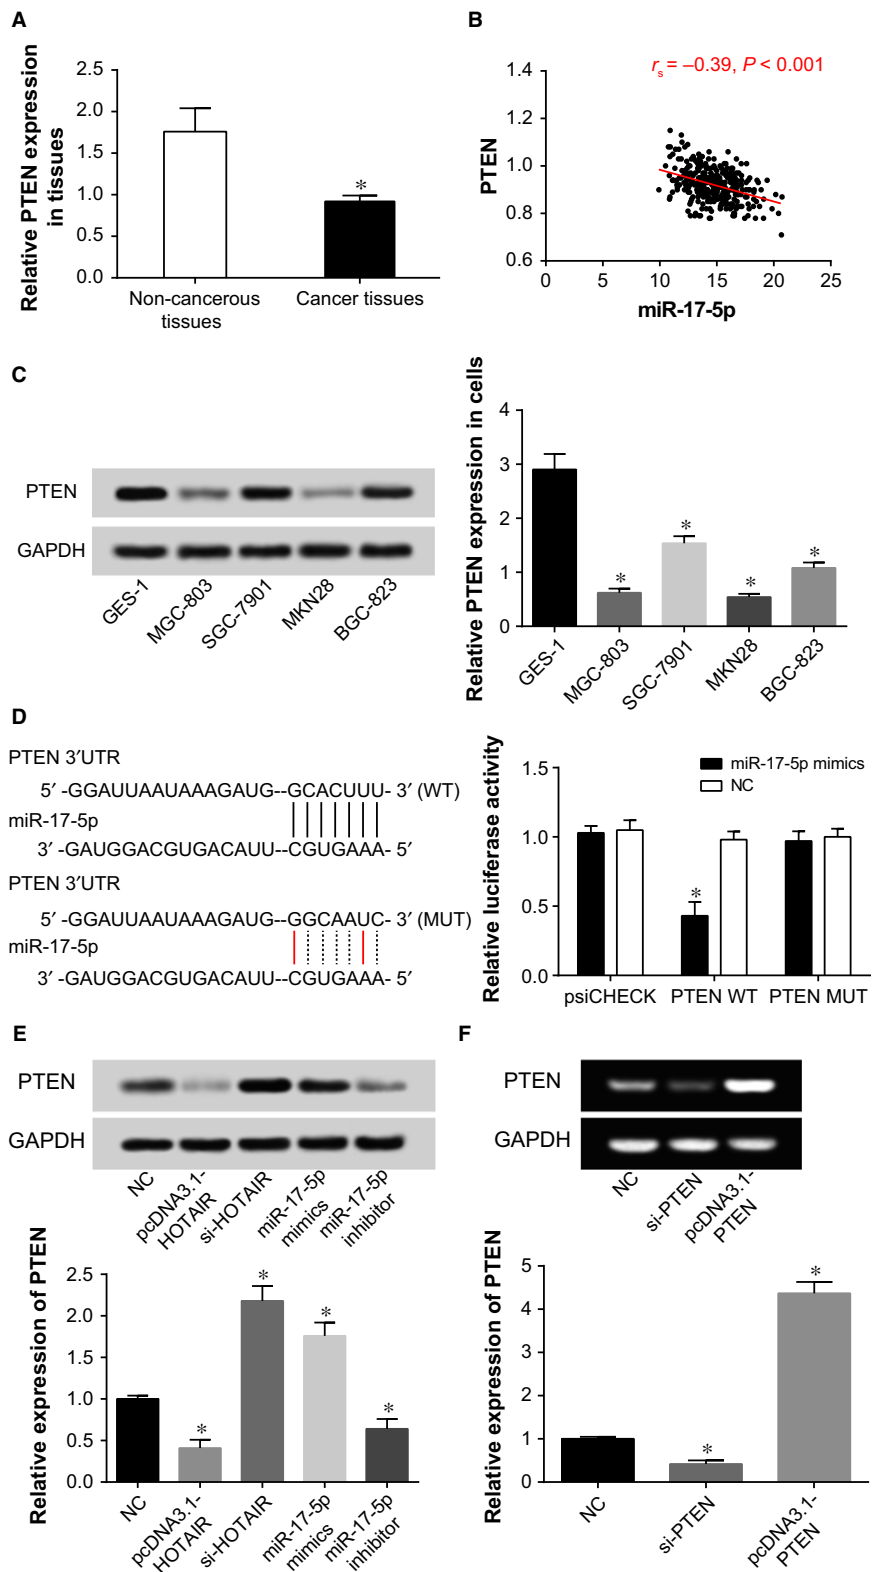 A
Relative PTEN expression
in tissues
2.5
2.0
1.5
1.0
0.5
0.0
Non-cancerous
tissues
Cancer tissues
*
B
rs = –0.39, P < 0.001
PTEN
1.4
1.2
1.0
0.8
0.6
0
5
10
15
20
25
miR-17-5p
C
PTEN
GAPDH
GES-1
MGC-803
SGC-7901
MKN28
BGC-823
Relative PTEN expression in cells
4
3
2
1
0
*
*
*
*
GES-1
MGC-803
SGC-7901
MKN28
BGC-823
D
PTEN 3′UTR
5′ -GGAUUAAUAAAGAUG--GCACUUU- 3′ (WT)
miR-17-5p
3′ -GAUGGACGUGACAUU--CGUGAAA- 5′
PTEN 3′UTR
5′ -GGAUUAAUAAAGAUG--GGCAAUC- 3′ (MUT)
miR-17-5p
3′ -GAUGGACGUGACAUU--CGUGAAA- 5′
Relative luciferase activity
1.5
1.0
0.5
0.0
miR-17-5p mimics
NC
*
psiCHECK
PTEN WT
PTEN MUT
E
PTEN
GAPDH
NC
pcDNA3.1-
HOTAIR
si-HOTAIR
miR-17-5p
mimics
miR-17-5p
inhibitor
Relative expression of PTEN
2.5
2.0
1.5
1.0
0.5
0.0
*
*
*
*
NC
pcDNA3.1-
HOTAIR
si-HOTAIR
miR-17-5p
mimics
miR-17-5p
inhibitor
F
PTEN
GAPDH
NC
si-PTEN
pcDNA3.1-
PTEN
Relative expression of PTEN
5
4
3
2
1
0
*
*
NC
si-PTEN
pcDNA3.1-
PTEN